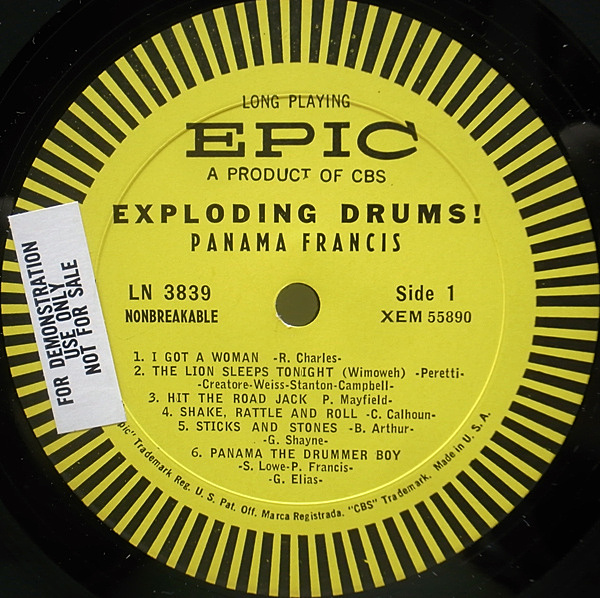 LONG PLAYING
EPIC
A PRODUCT OF CBS
EXPLODING DRUMS!
PANAMA FRANCIS
LN 3839
NONBREAKABLE
Side 1
XEM 55890
FOR DEMONSTRATION
USE ONLY
NOT FOR SALE
1. I GOT A WOMAN -R. Charles-
2. THE LION SLEEPS TONIGHT (Wimoweh) -Peretti-
-Creatore-Weiss-Stanton-Campbell-
3. HIT THE ROAD JACK P. Mayfield-
4. SHAKE, RATTLE AND ROLL -C. Calhoun-
5. STICKS AND STONES -B. Arthur-
-G. Shayne-
6. PANAMA THE DRUMMER BOY
-S. Lowe-P. Francis-
-G. Elias-
Epic" Trademark Reg. U. S. Pat. Off. Marca Registrada. "CBS" Trademark. Made in U. S. A.